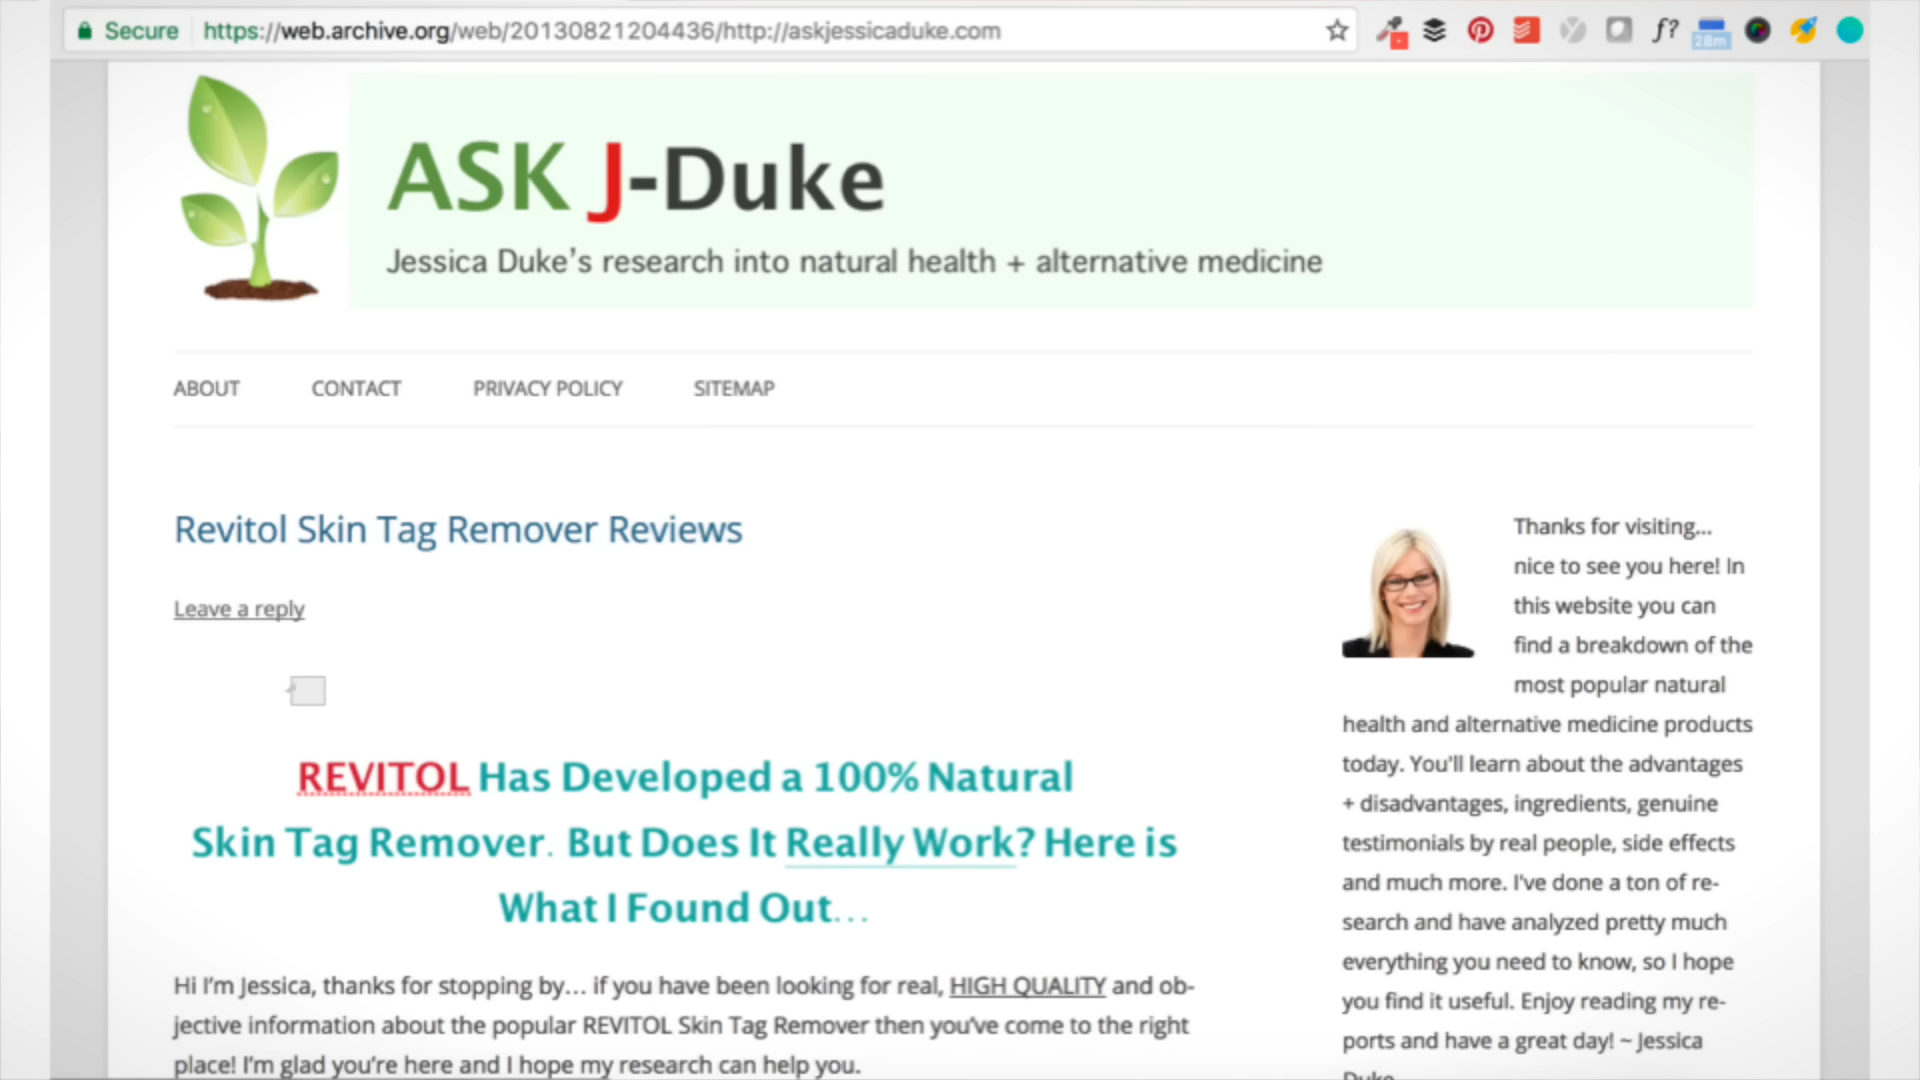 Secure https://web.archive.org/web/20130821204436/http://askjessicaduke.com
f?
28m
ASK J-Duke
Jessica Duke's research into natural health + alternative medicine
ABOUT CONTACT PRIVACY POLICY SITEMAP
Revitol Skin Tag Remover Reviews
Leave a reply
REVITOL Has Developed a 100% Natural
Skin Tag Remover. But Does It Really Work? Here is
What I Found Out...
Hi I'm Jessica, thanks for stopping by... if you have been looking for real, HIGH QUALITY and ob-
jective information about the popular REVITOL Skin Tag Remover then you've come to the right
place! I'm glad you're here and I hope my research can help you.
Thanks for visiting...
nice to see you here! In
this website you can
find a breakdown of the
most popular natural
health and alternative medicine products
today. You'll learn about the advantages
+ disadvantages, ingredients, genuine
testimonials by real people, side effects
and much more. I've done a ton of re-
search and have analyzed pretty much
everything you need to know, so I hope
you find it useful. Enjoy reading my re-
ports and have a great day! ~ Jessica
Duke